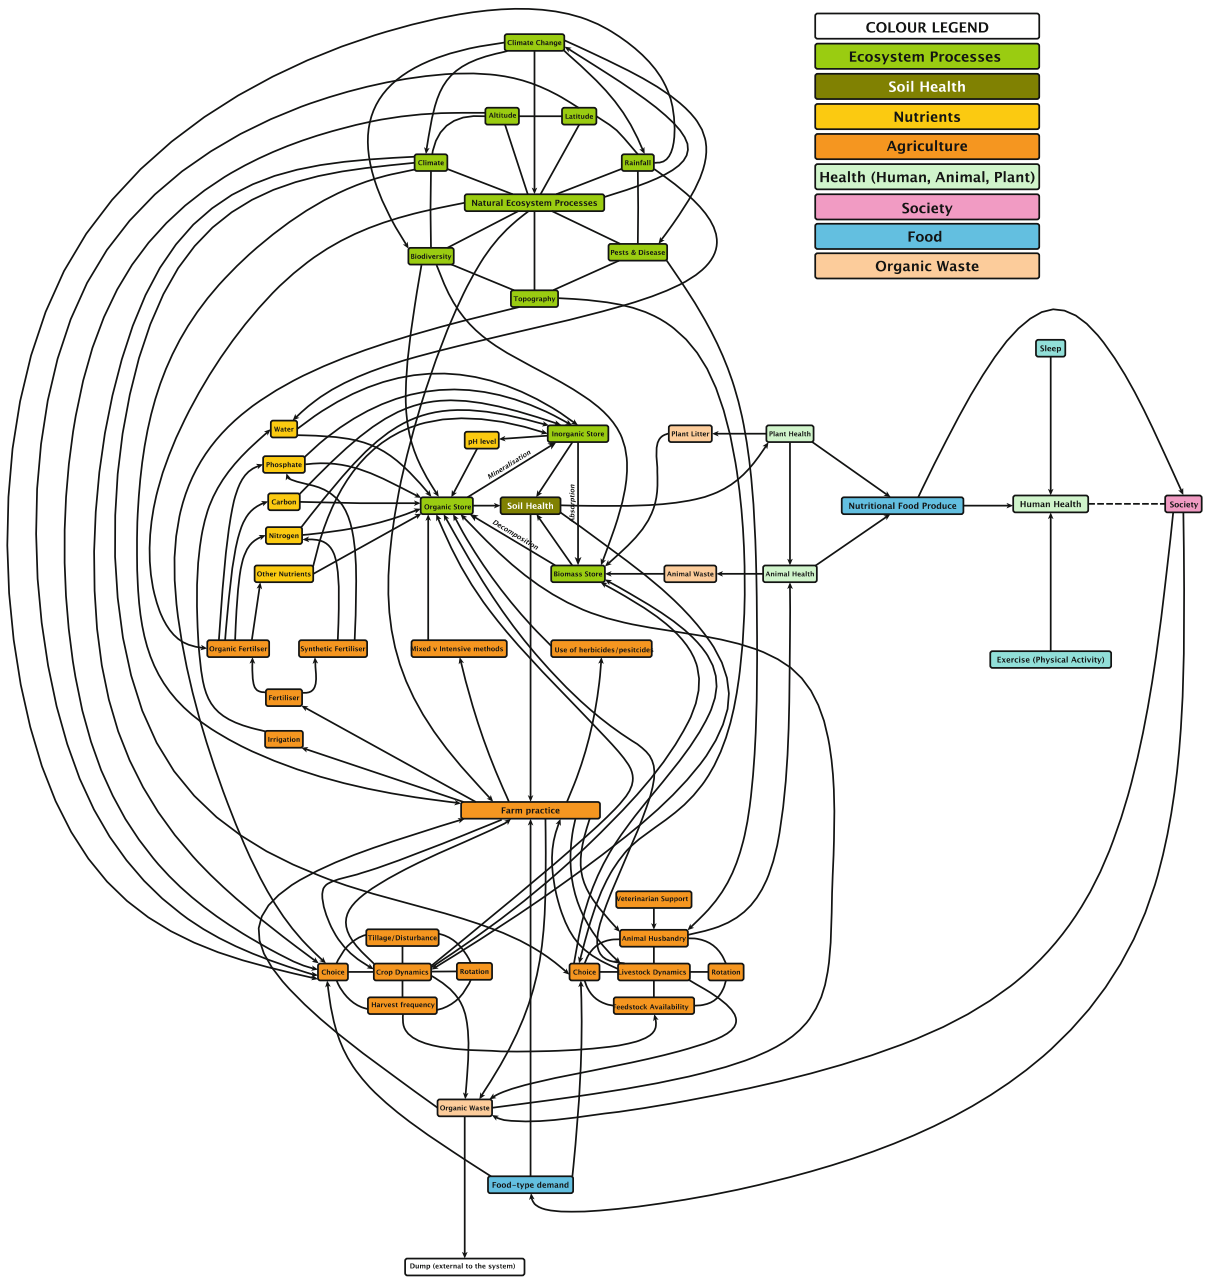 COLOUR LEGEND
Ecosystem Processes
Soil Health
Nutrients
Agriculture
Health (Human, Animal, Plant)
Society
Food
Organic Waste
Climate Change
Altitude
Latitude
Climate
Rainfall
Natural Ecosystem Processes
Biodiversity
Pests & Disease
Topography
Sleep
Water
Inorganic Store
pH level
Plant Litter
Plant Health
Phosphate
Mineralisation
Carbon
Organic Store
Soil Health
Absorption
Nutritional Food Produce
Human Health
Society
Nitrogen
Decomposition
Other Nutrients
Biomass Store
Animal Waste
Animal Health
Organic Fertiliser
Synthetic Fertiliser
Mixed v Intensive methods
Use of herbicides/pesitcides
Exercise (Physical Activity)
Fertiliser
Irrigation
Farm practice
Veterinarian Support
Tillage/Disturbance
Animal Husbandry
Choice
Crop Dynamics
Rotation
Choice
Livestock Dynamics
Rotation
Harvest frequency
Feedstock Availability
Organic Waste
Food-type demand
Dump (external to the system)